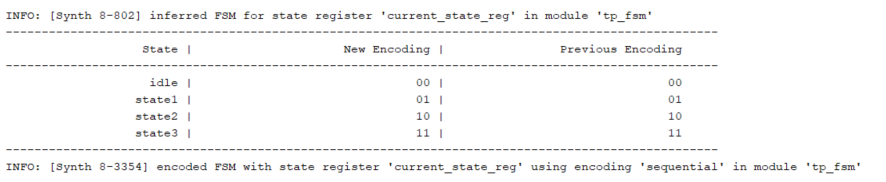 INFO: [Synth 8-802] inferred FSM for state register 'current_state_reg' in module 'tp_fsm'
---------------------------------------------------------------------------------------------------
State | New Encoding | Previous Encoding
---------------------------------------------------------------------------------------------------
idle | 00 | 00
state1 | 01 | 01
state2 | 10 | 10
state3 | 11 | 11
---------------------------------------------------------------------------------------------------
INFO: [Synth 8-3354] encoded FSM with state register 'current_state_reg' using encoding 'sequential' in module 'tp_fsm'